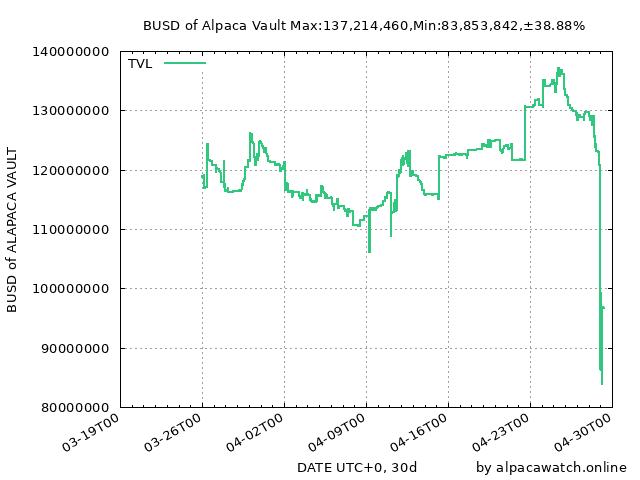 BUSD of Alpaca Vault Max:137,214,460,Min:83,853,842,±38.88%
140000000
TVL
130000000
120000000
110000000
100000000
90000000
80000000
BUSD of ALAPACA VAULT
03-19T00
03-26T00
04-02T00
04-09T00
04-16T00
04-23T00
04-30T00
DATE UTC+0, 30d
by alpacawatch.online